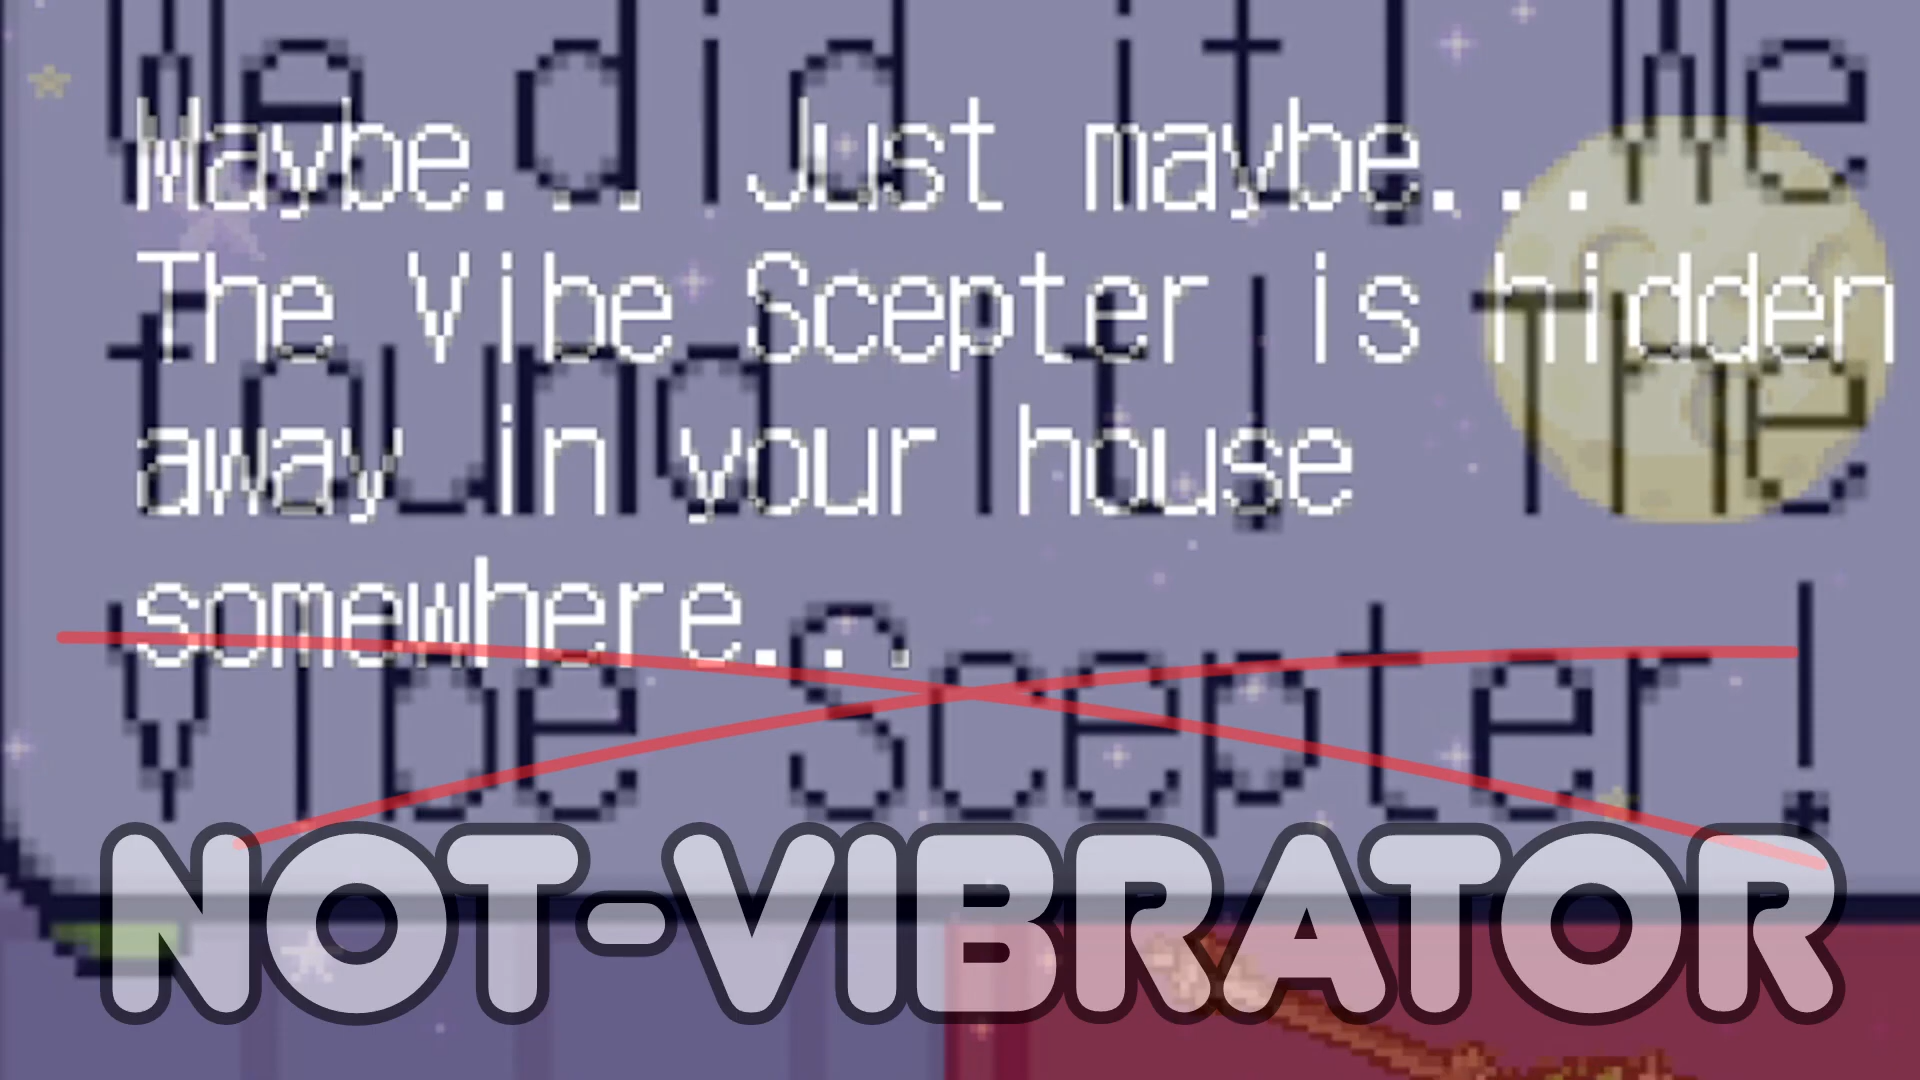 We did it! We
Maybe... Just maybe...
The Vibe Scepter is hidden
found it! The
away in your house
somewhere...
Vibe Scepter!
NOT-VIBRATOR